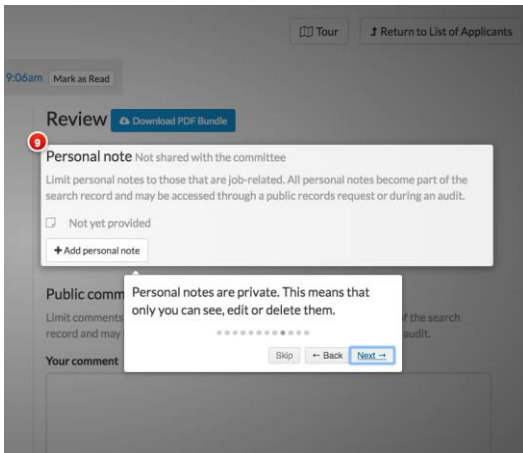 Tour
Return to List of Applicants
9:06am Mark as Read
Review Download PDF Bundle
9
Personal note Not shared with the committee
Limit personal notes to those that are job-related. All personal notes become part of the
search record and may be accessed through a public records request or during an audit.
Not yet provided
+ Add personal note
Personal notes are private. This means that
only you can see, edit or delete them.
Skip ← Back Next →
Public comm
Limit comments of the search
record and may audit.
Your comment